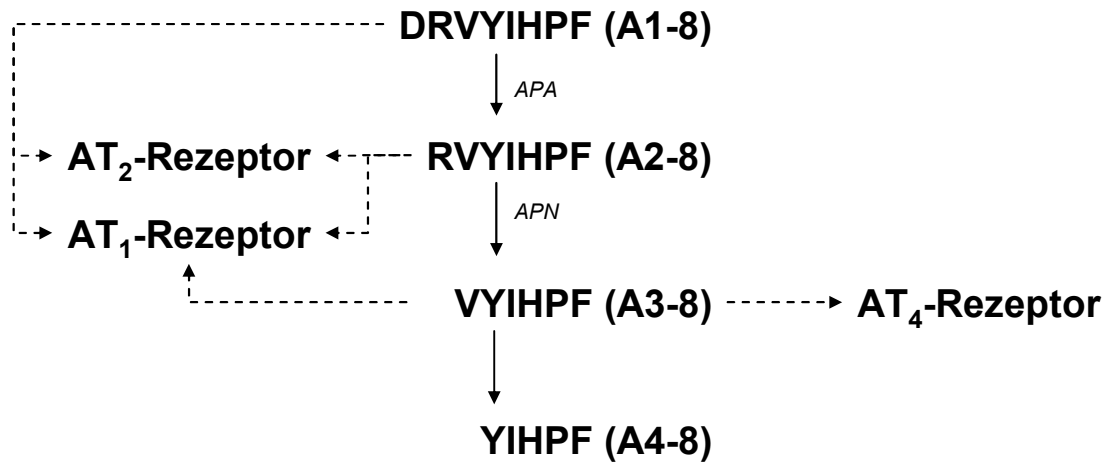 DRVYIHPF (A1-8)
APA
AT₂-Rezeptor RVYIHPF (A2-8)
APN
AT₁-Rezeptor
VYIHPF (A3-8) AT₄-Rezeptor
YIHPF (A4-8)